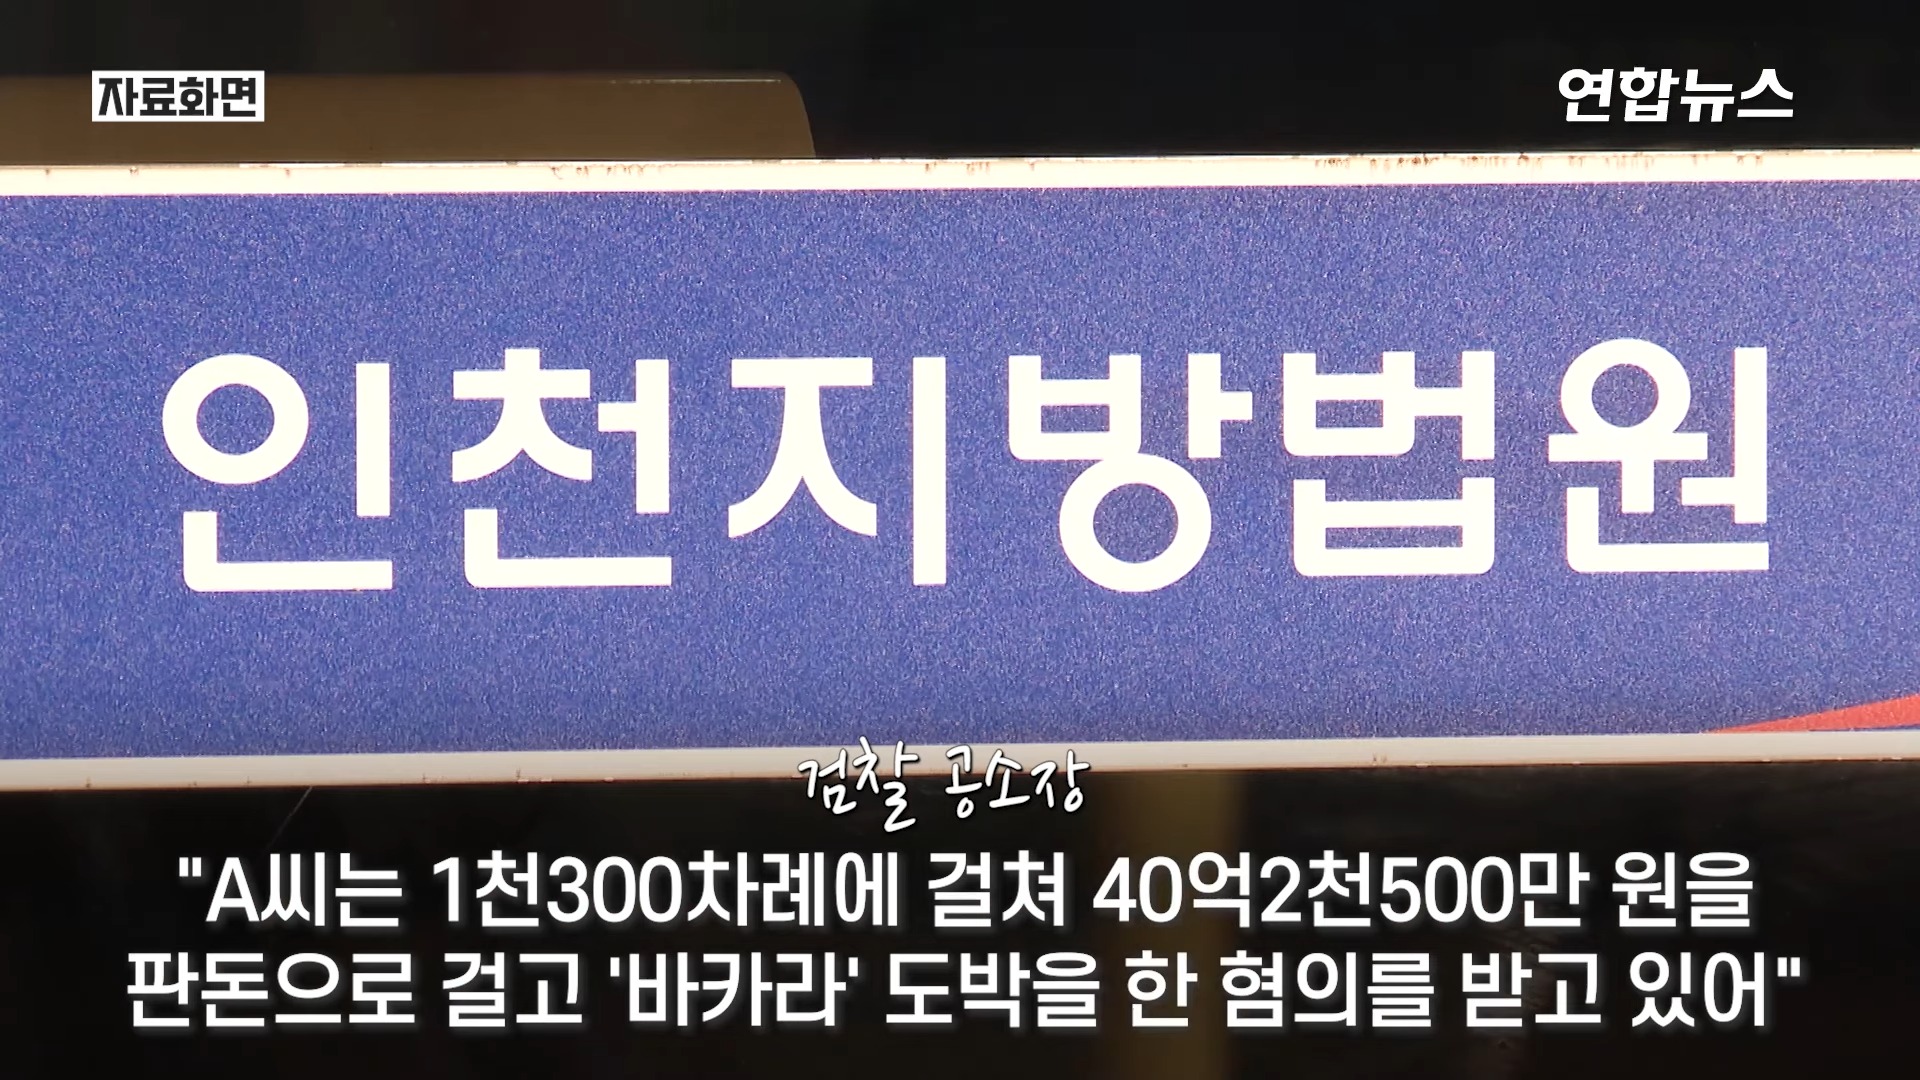 자료화면
연합뉴스
인천지방법원
검찰 공소장
"A씨는 1천300차례에 걸쳐 40억2천500만 원을
판돈으로 걸고 '바카라' 도박을 한 혐의를 받고 있어"